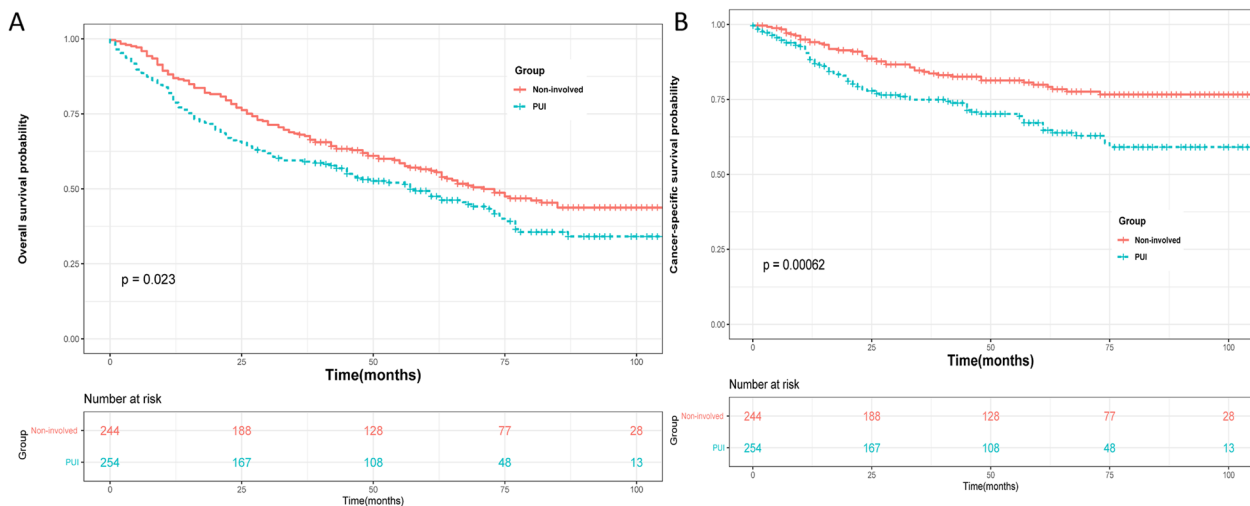 A
Overall survival probability
1.00
0.75
0.50
0.25
0.00
Group
Non-involved
PUI
p = 0.023
0 25 50 75 100
Time(months)
Number at risk
Group
Non-involved 244 188 128 77 28
PUI 254 167 108 48 13
0 25 50 75 100
Time(months)
B
Cancer-specific survival probability
1.00
0.75
0.50
0.25
0.00
Group
Non-involved
PUI
p = 0.00062
0 25 50 75 100
Time(months)
Number at risk
Group
Non-involved 244 188 128 77 28
PUI 254 167 108 48 13
0 25 50 75 100
Time(months)